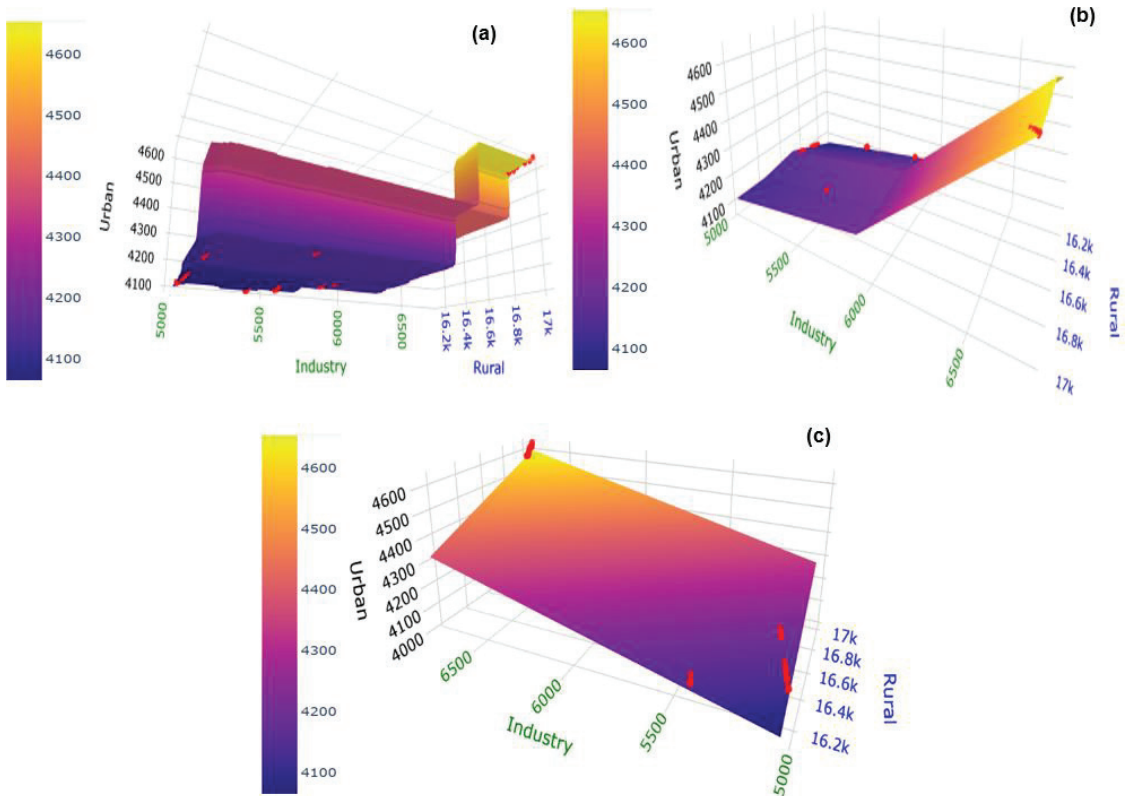 (a)
4600
4500
4400
4300
4200
4100
Urban
4600
4500
4400
4300
4200
4100
5000
5500
6000
6500
Industry
16.2k
16.4k
16.6k
16.8k
17k
Rural
(b)
4600
4500
4400
4300
4200
4100
Urban
4600
4500
4400
4300
4200
4100
5000
5500
6000
6500
Industry
16.2k
16.4k
16.6k
16.8k
17k
Rural
(c)
4600
4500
4400
4300
4200
4100
Urban
4600
4500
4400
4300
4200
4100
4000
6500
6000
5500
5000
Industry
17k
16.8k
16.6k
16.4k
16.2k
Rural